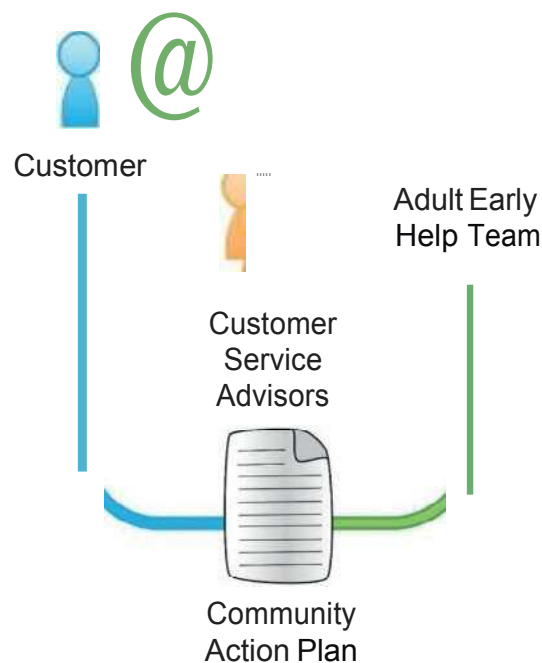 @
Customer
Adult Early
Help Team
Customer
Service
Advisors
Community
Action Plan